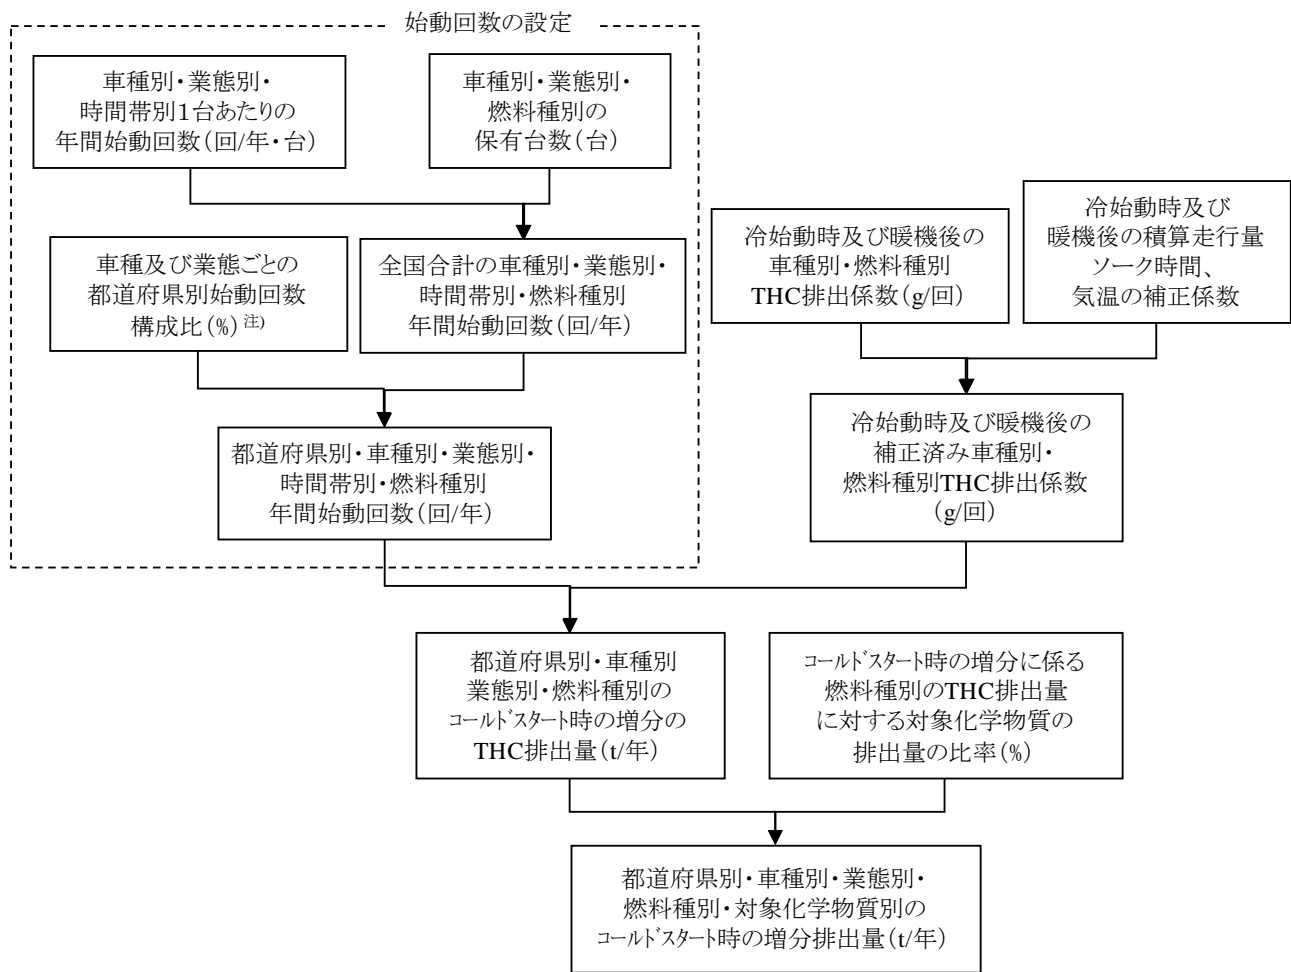 始動回数の設定
車種別・業態別・
時間帯別1台あたりの
年間始動回数(回/年・台)
車種別・業態別・
燃料種別の
保有台数(台)
車種及び業態ごとの
都道府県別始動回数
構成比(%)注)
全国合計の車種別・業態別・
時間帯別・燃料種別
年間始動回数(回/年)
冷始動時及び暖機後の
車種別・燃料種別
THC排出係数(g/回)
冷始動時及び
暖機後の積算走行量
ソーク時間、
気温の補正係数
都道府県別・車種別・業態別・
時間帯別・燃料種別
年間始動回数(回/年)
冷始動時及び暖機後の
補正済み車種別・
燃料種別THC排出係数
(g/回)
都道府県別・車種別
業態別・燃料種別の
コールドスタート時の増分の
THC排出量(t/年)
コールドスタート時の増分に係る
燃料種別のTHC排出量
に対する対象化学物質の
排出量の比率(%)
都道府県別・車種別・業態別・
燃料種別・対象化学物質別の
コールドスタート時の増分排出量(t/年)